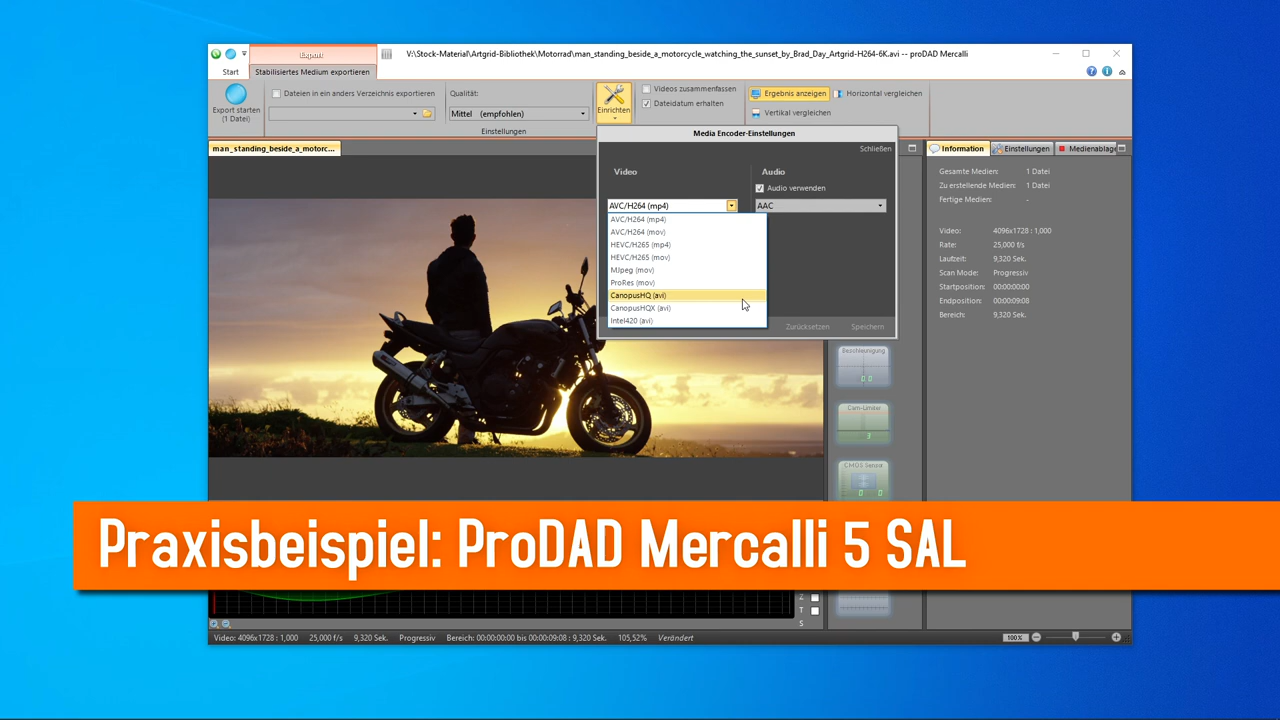 V:\Stock-Material\Artgrid-Bibliothek\Motorrad\man_standing_beside_a_motorcycle_watching_the_sunset_by_Brad_Day_Artgrid-H264-6K.avi -- proDAD Mercalli
Export
Start
Stabilisiertes Medium exportieren
Export starten
(1 Datei)
Dateien in ein anders Verzeichnis exportieren
Qualität:
Mittel (empfohlen)
Einstellungen
Einrichten
Videos zusammenfassen
Dateidatum erhalten
Ergebnis anzeigen
Horizontal vergleichen
Vertikal vergleichen
man_standing_beside_a_motorc...
Media Encoder-Einstellungen
Schließen
Video
Audio
Audio verwenden
AVC/H264 (mp4)
AAC
AVC/H264 (mp4)
AVC/H264 (mov)
HEVC/H265 (mp4)
HEVC/H265 (mov)
MJpeg (mov)
ProRes (mov)
CanopusHQ (avi)
CanopusHQX (avi)
Intel420 (avi)
Zurücksetzen
Speichern
Information
Einstellungen
Medienablage
Gesamte Medien: 1 Datei
Zu erstellende Medien: 1 Datei
Fertige Medien: -
Video: 4096x1728 : 1,000
Rate: 25,000 f/s
Laufzeit: 9,320 Sek.
Scan Mode: Progressiv
Startposition: 00:00:00:00
Endposition: 00:00:09:08
Bereich: 9,320 Sek.
0 0
3
CMOS Sensor
0 0
Praxisbeispiel: ProDAD Mercalli 5 SAL
Z
T
S
Video: 4096x1728 : 1,000 25,000 f/s 9,320 Sek. Progressiv Bereich: 00:00:00:00 bis 00:00:09:08 : 9,320 Sek. 105,52% Verändert
100%